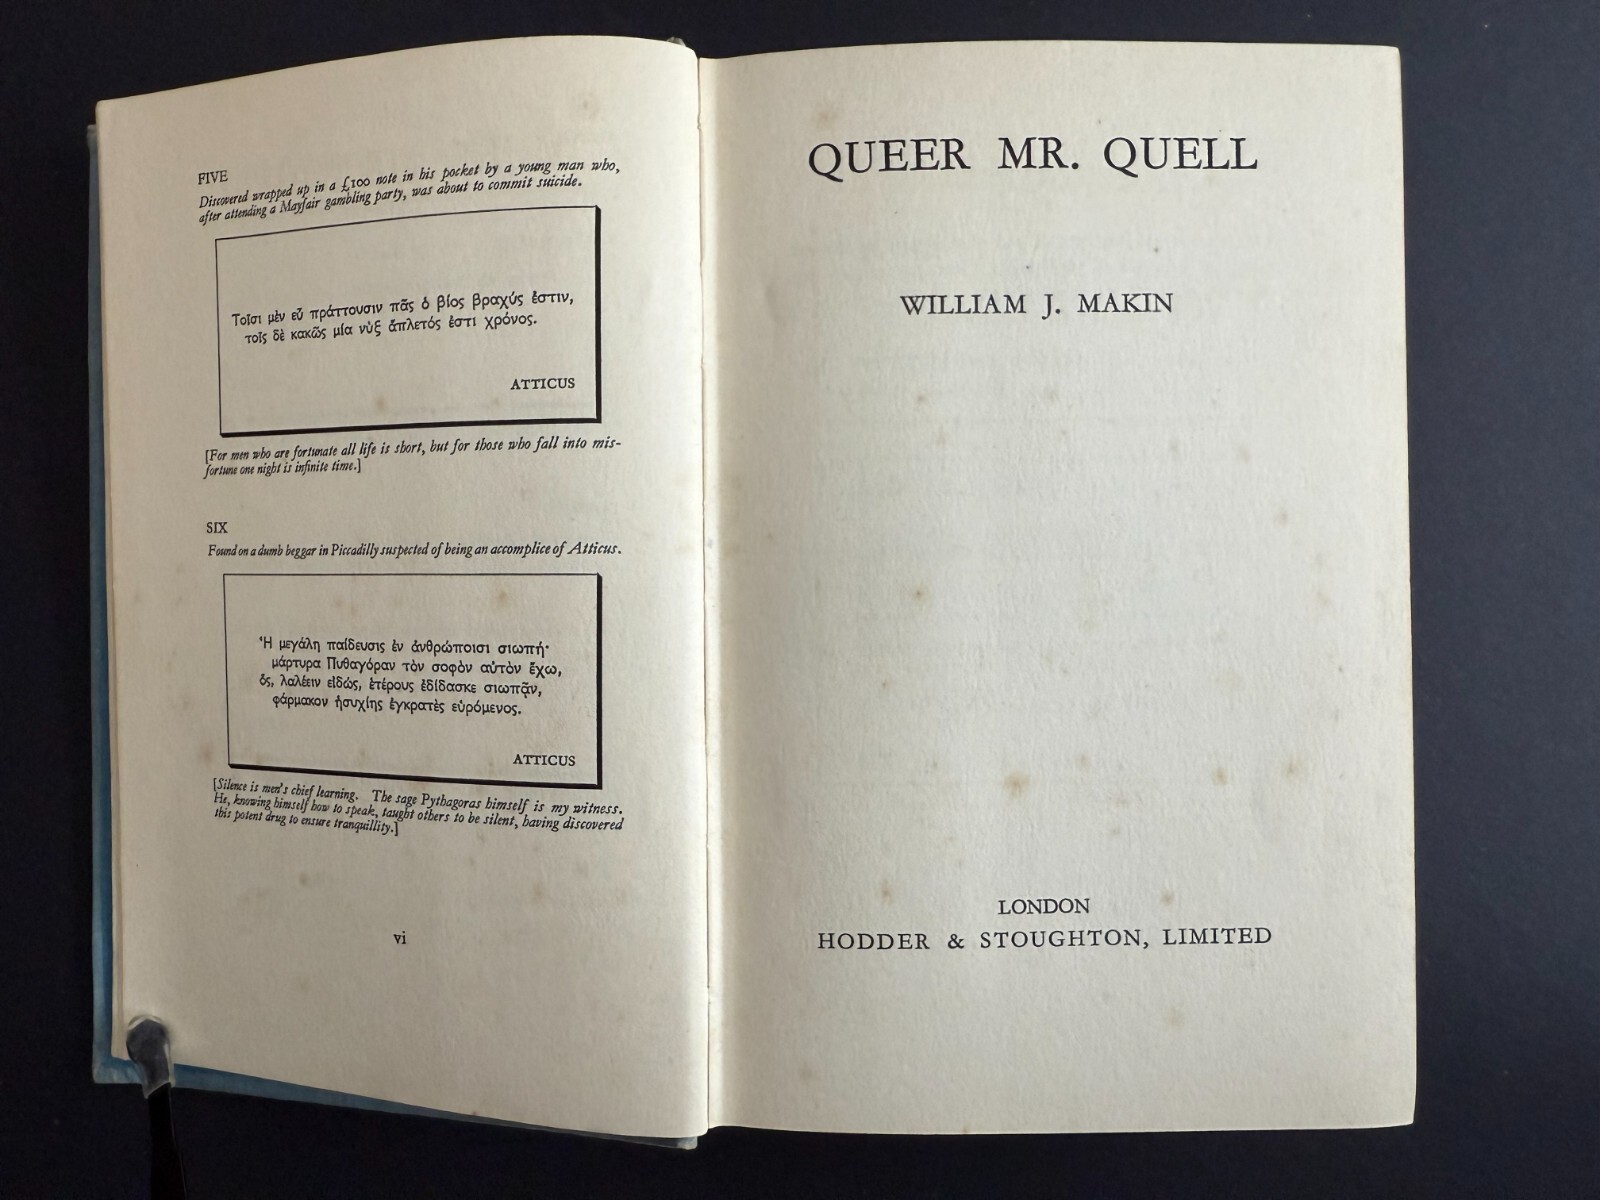 FIVE
Discovered wrapped up in a £100 note in his pocket by a young man who,
after attending a Mayfair gambling party, was about to commit suicide.
Τοῖσι μὲν εὖ πράττουσιν πᾶς ὁ βίος βραχύς ἐστιν,
τοῖς δὲ κακῶς μία νὺξ ἄπλετός ἐστι χρόνος.
ATTICUS
[For men who are fortunate all life is short, but for those who fall into mis-
fortune one night is infinite time.]
SIX
Found on a dumb beggar in Piccadilly suspected of being an accomplice of Atticus.
Ἡ μεγάλη παίδευσις ἐν ἀνθρώποισι σιωπή·
μάρτυρα Πυθαγόραν τὸν σοφὸν αὐτὸν ἔχω,
ὅς, λαλέειν εἰδώς, ἑτέρους ἐδίδασκε σιωπᾷν,
φάρμακον ἡσυχίης ἐγκρατὲς εὑρόμενος.
ATTICUS
[Silence is men's chief learning. The sage Pythagoras himself is my witness.
He, knowing himself how to speak, taught others to be silent, having discovered
this potent drug to ensure tranquillity.]
vi
QUEER MR. QUELL
WILLIAM J. MAKIN
LONDON
HODDER & STOUGHTON, LIMITED